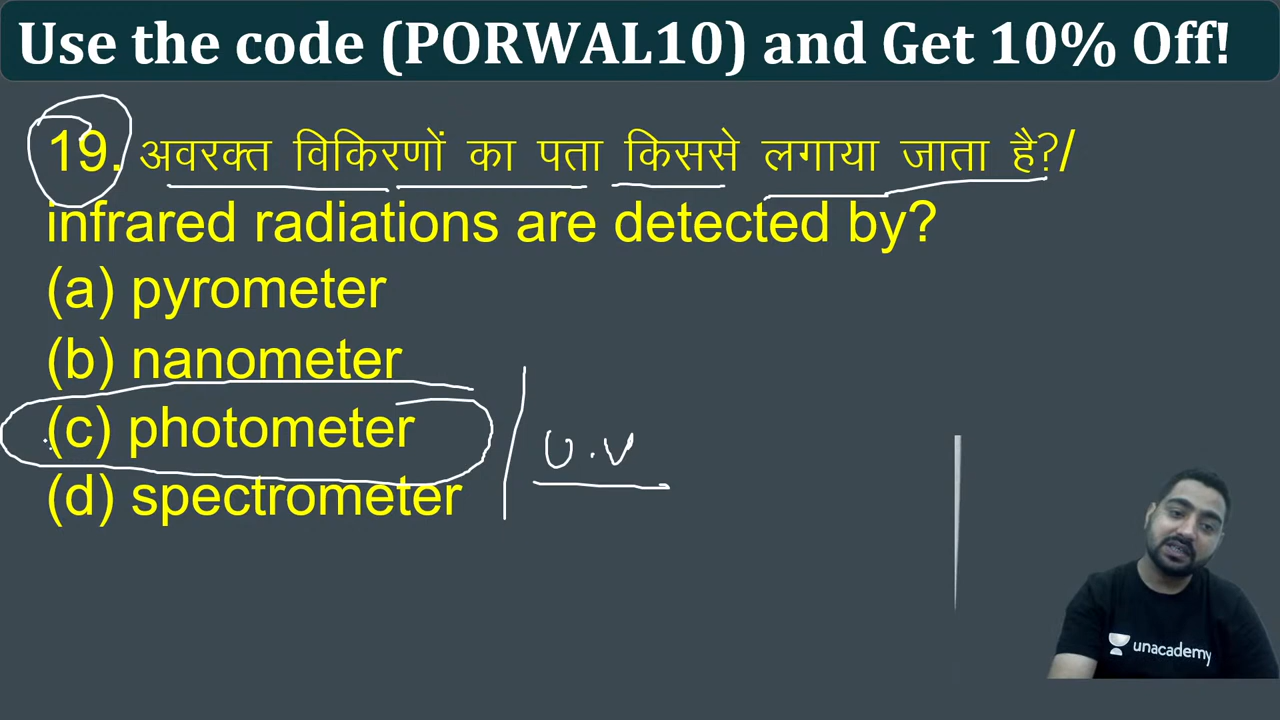 Use the code (PORWAL10) and Get 10% Off!
19. अवरक्त विकिरणों का पता किससे लगाया जाता है?/
infrared radiations are detected by?
(a) pyrometer
(b) nanometer
(c) photometer
U.V
(d) spectrometer
unacademy